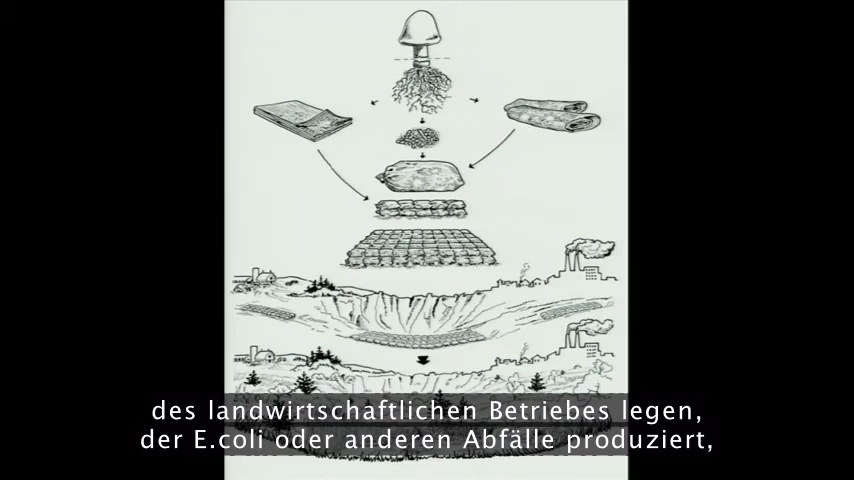 des landwirtschaftlichen Betriebes legen,
der E.coli oder anderen Abfälle produziert,